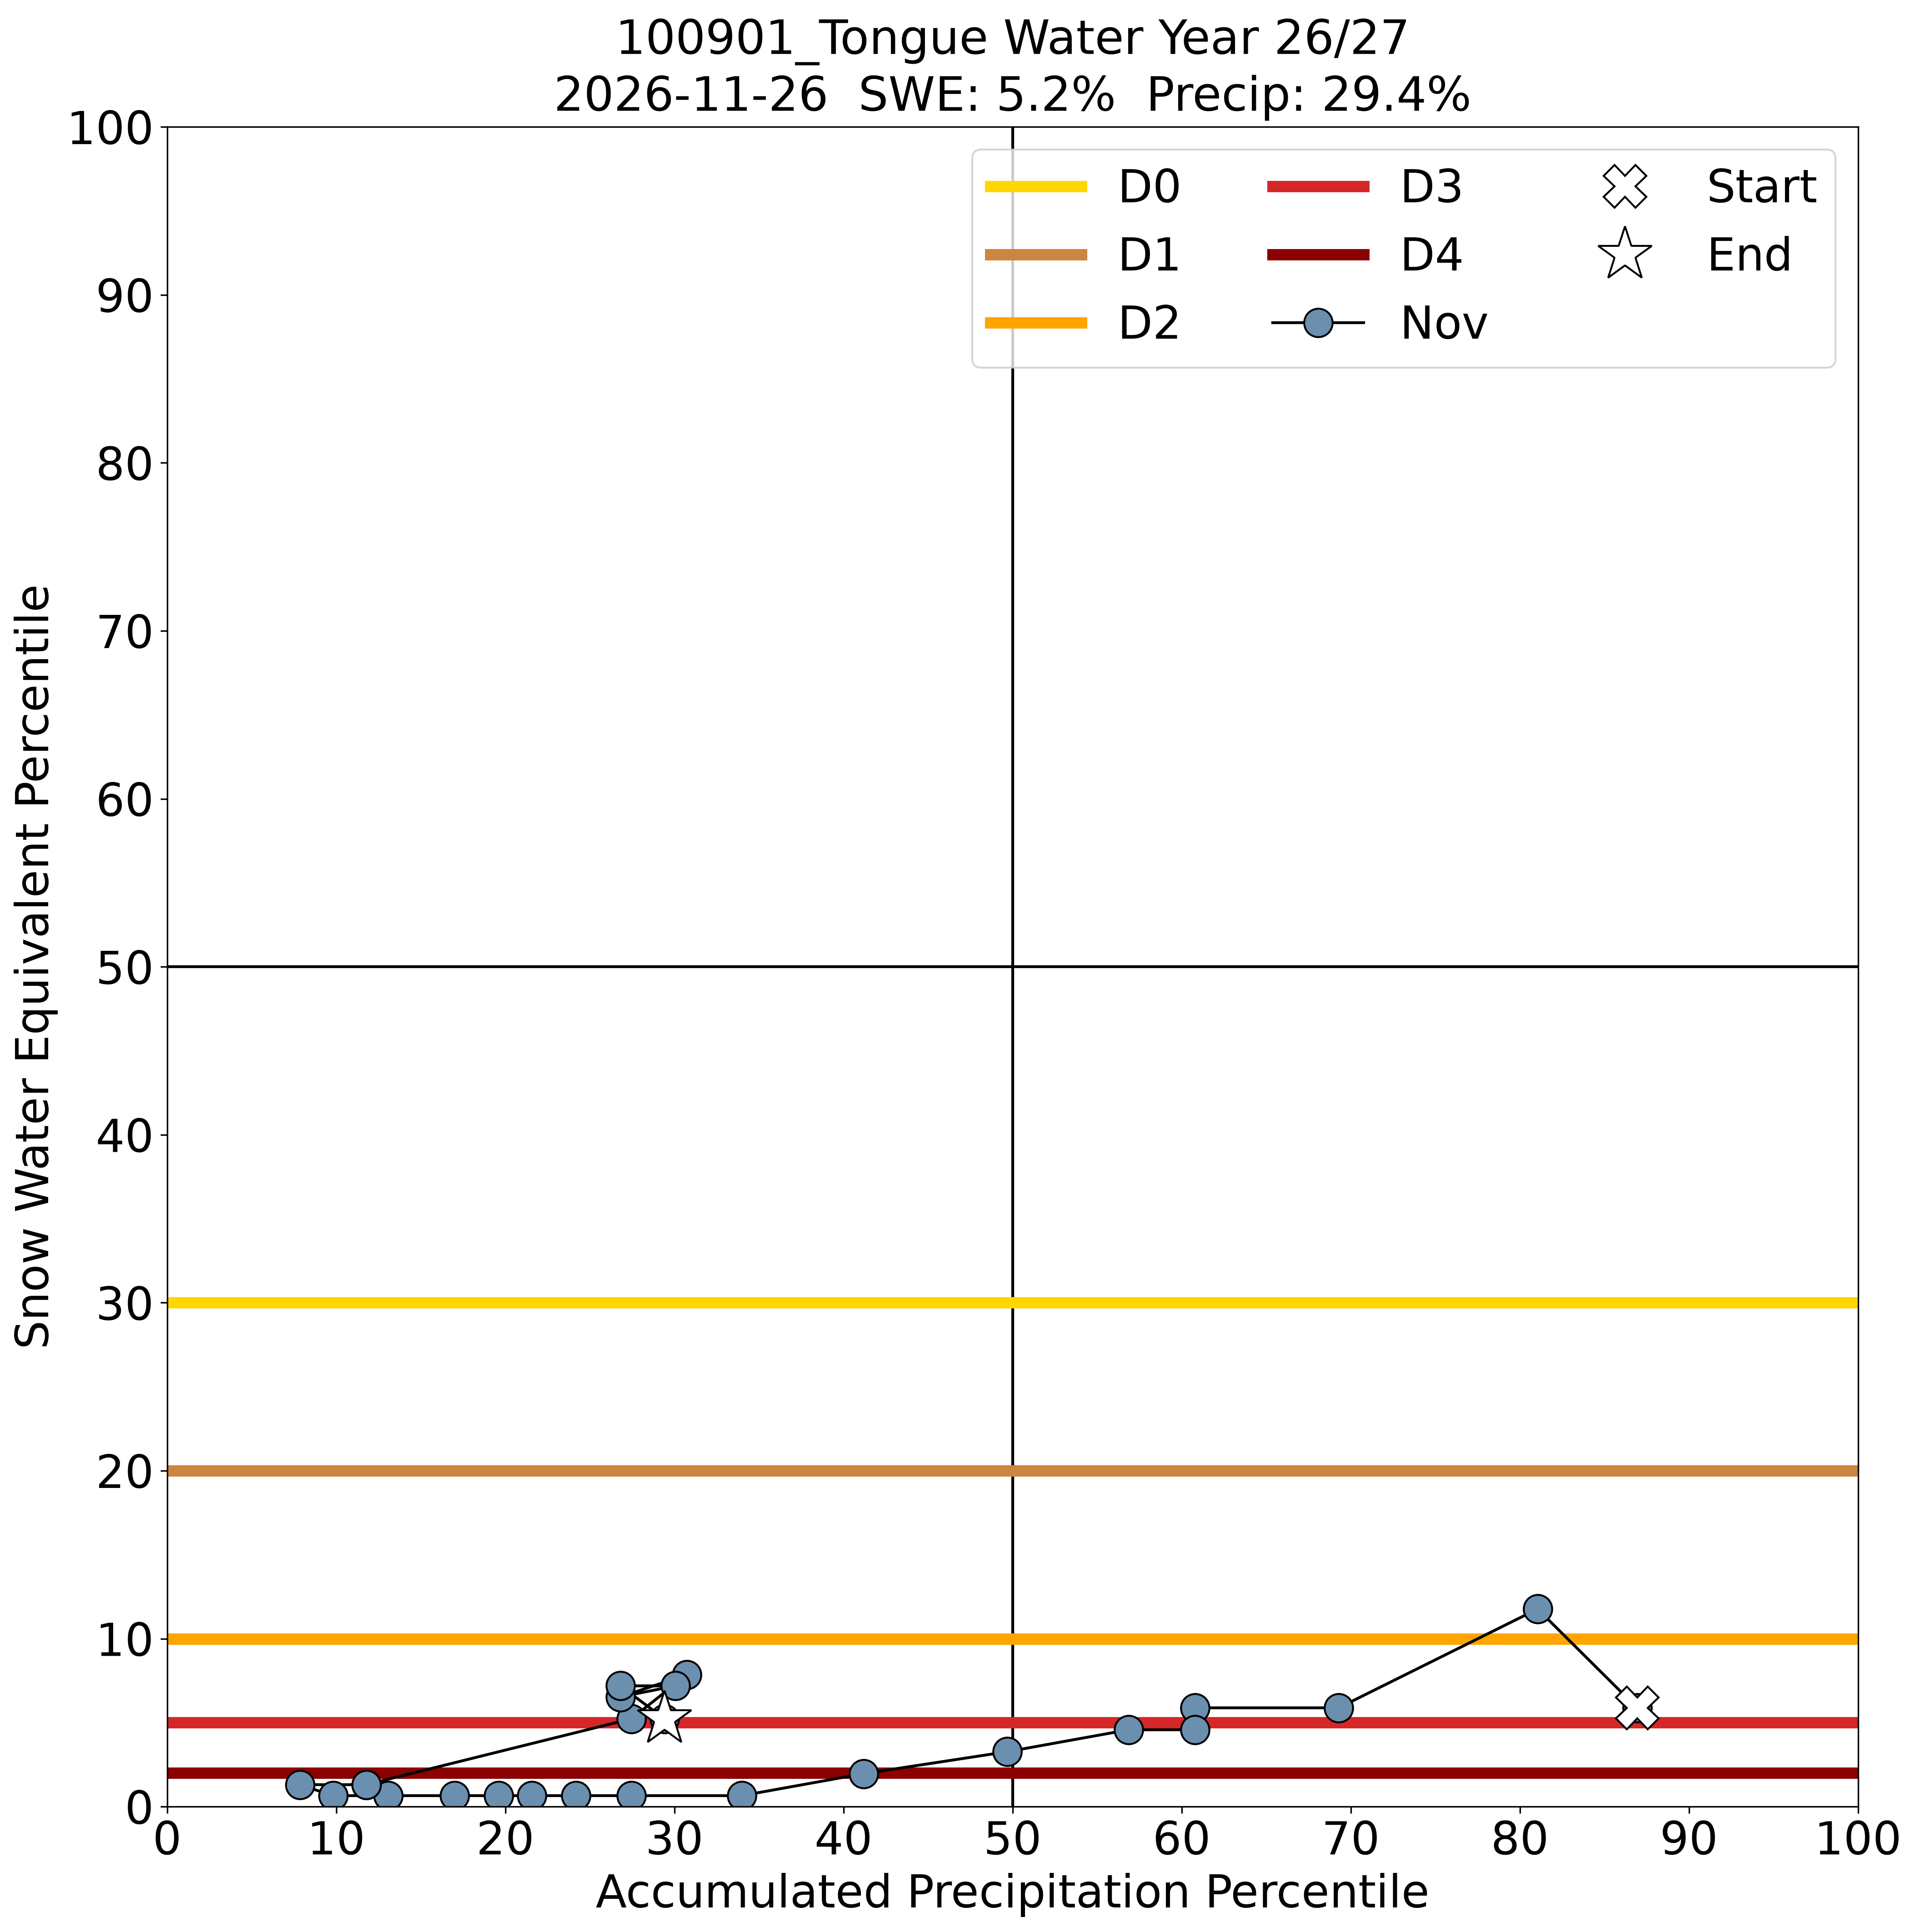 100901_Tongue Water Year 26/27
2026-11-26  SWE: 5.2%  Precip: 29.4%
100
90
80
70
60
50
40
30
20
10
0
Snow Water Equivalent Percentile
D0
D1
D2
D3
D4
Nov
Start
End
0 10 20 30 40 50 60 70 80 90 100
Accumulated Precipitation Percentile